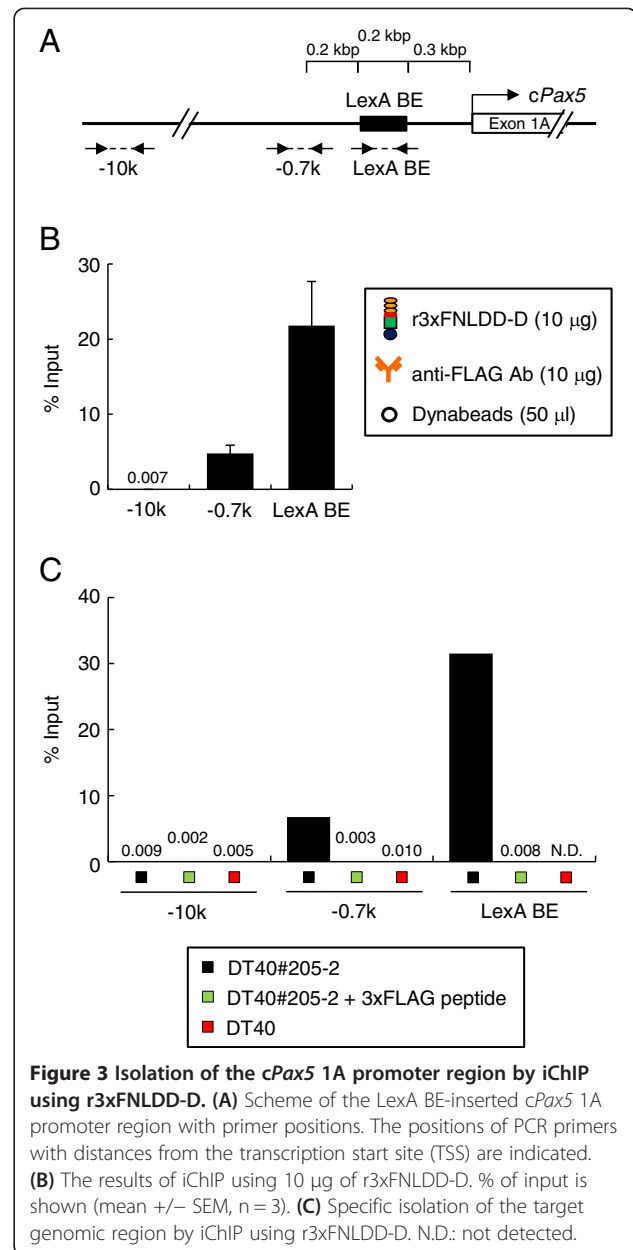 A
0.2 kbp
0.2 kbp 0.3 kbp
LexA BE
cPax5
Exon 1A
-10k
-0.7k
LexA BE
B
30
20
10
0
% Input
0.007
-10k
-0.7k
LexA BE
r3xFNLDD-D (10 µg)
anti-FLAG Ab (10 µg)
Dynabeads (50 µl)
C
40
30
20
10
0
% Input
0.009
0.002
0.005
0.003
0.010
0.008
N.D.
-10k
-0.7k
LexA BE
DT40#205-2
DT40#205-2 + 3xFLAG peptide
DT40
Figure 3 Isolation of the cPax5 1A promoter region by iChIP
using r3xFNLDD-D. (A) Scheme of the LexA BE-inserted cPax5 1A
promoter region with primer positions. The positions of PCR primers
with distances from the transcription start site (TSS) are indicated.
(B) The results of iChIP using 10 µg of r3xFNLDD-D. % of input is
shown (mean +/− SEM, n = 3). (C) Specific isolation of the target
genomic region by iChIP using r3xFNLDD-D. N.D.: not detected.